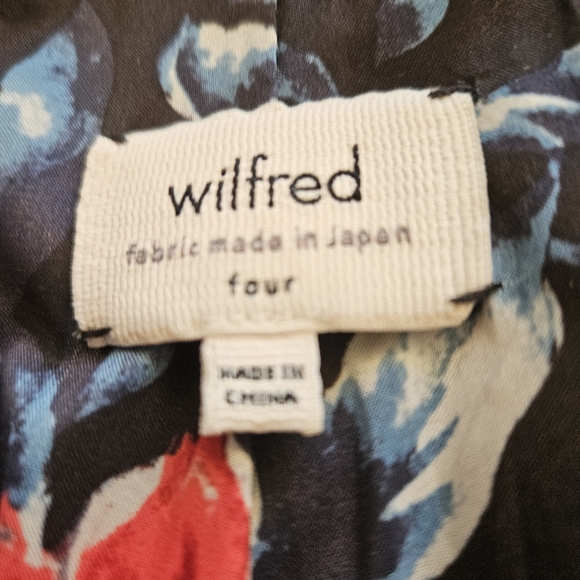 wilfred
fabric made in Japan
four
MADE IN
CHINA